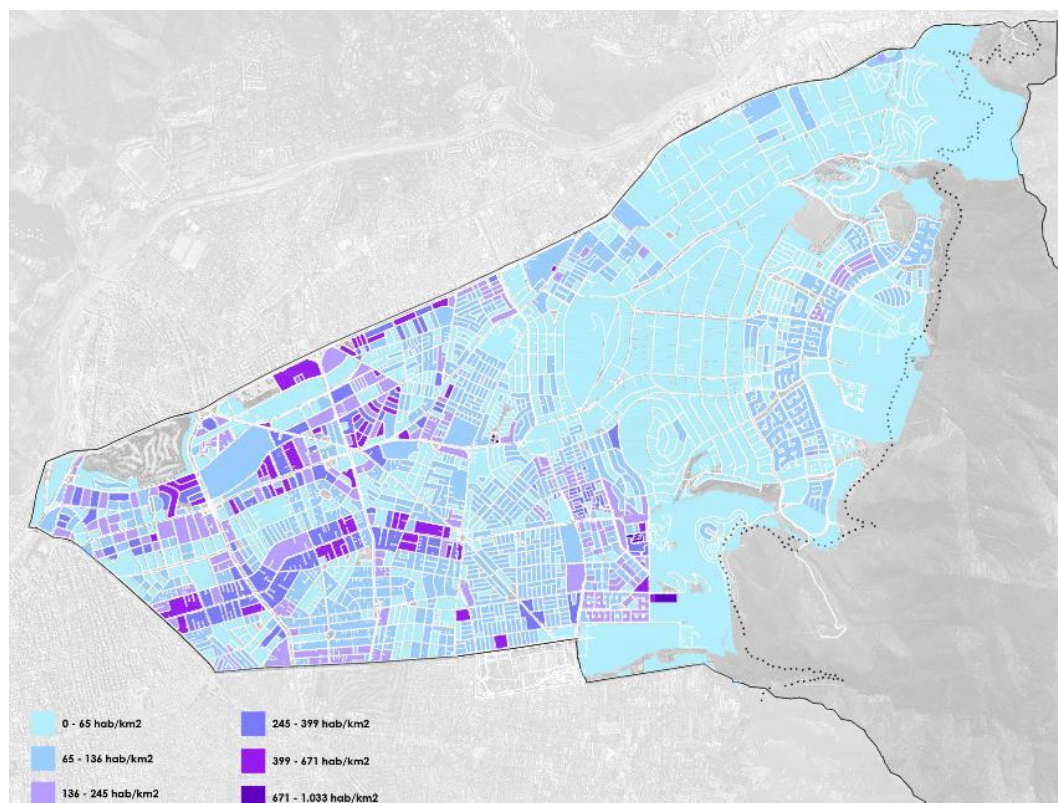 0 - 65 hab/km2
65 - 136 hab/km2
136 - 245 hab/km2
245 - 399 hab/km2
399 - 671 hab/km2
671 - 1.033 hab/km2